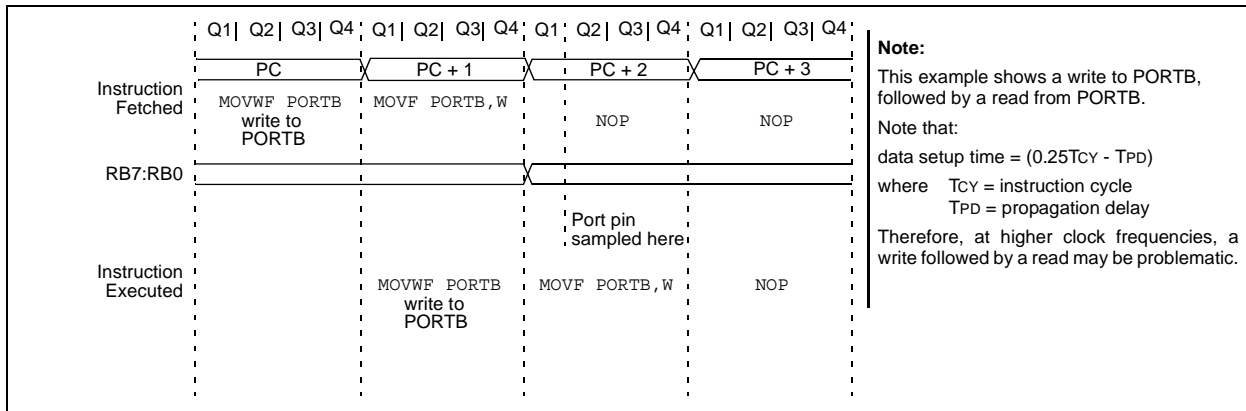 Q1| Q2| Q3| Q4 Q1| Q2| Q3| Q4 Q1 Q2| Q3| Q4 Q1| Q2| Q3| Q4
PC PC + 1 PC + 2 PC + 3
Instruction
Fetched
MOVWF PORTB
write to
PORTB
MOVF PORTB,W
NOP
NOP
RB7:RB0
Port pin
sampled here
Instruction
Executed
MOVWF PORTB
write to
PORTB
MOVF PORTB,W
NOP
Note:
This example shows a write to PORTB,
followed by a read from PORTB.
Note that:
data setup time = (0.25TCY - TPD)
where TCY = instruction cycle
TPD = propagation delay
Therefore, at higher clock frequencies, a
write followed by a read may be problematic.